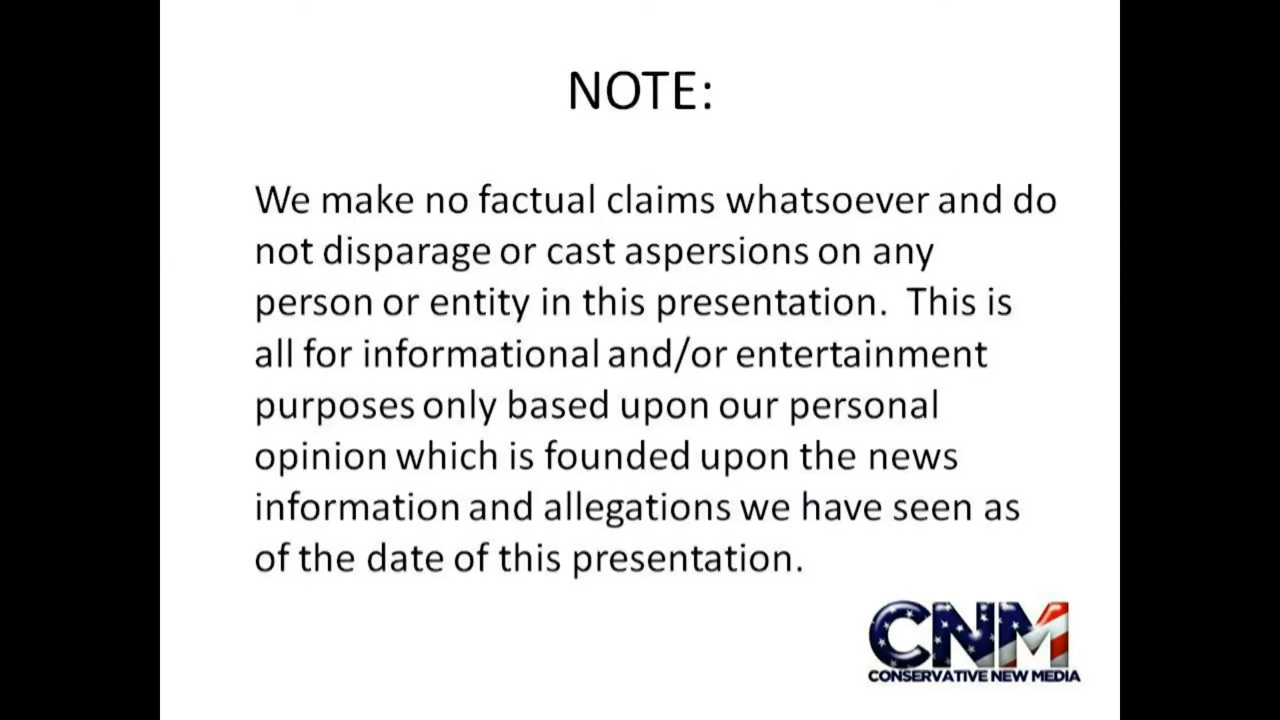 NOTE:
We make no factual claims whatsoever and do
not disparage or cast aspersions on any
person or entity in this presentation.  This is
all for informational and/or entertainment
purposes only based upon our personal
opinion which is founded upon the news
information and allegations we have seen as
of the date of this presentation.
CNM
CONSERVATIVE NEW MEDIA